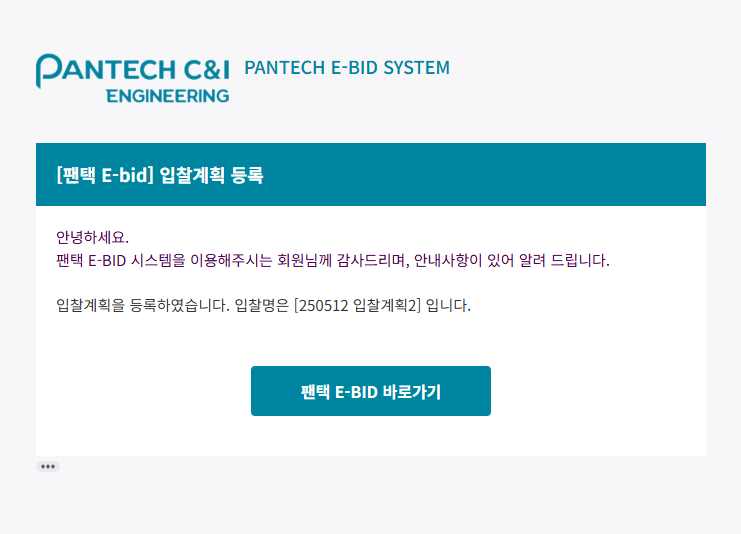 PANTECH C&I
ENGINEERING
PANTECH E-BID SYSTEM
[팬택 E-bid] 입찰계획 등록
안녕하세요.
팬택 E-BID 시스템을 이용해주시는 회원님께 감사드리며, 안내사항이 있어 알려 드립니다.
입찰계획을 등록하였습니다. 입찰명은 [250512 입찰계획2] 입니다.
팬택 E-BID 바로가기